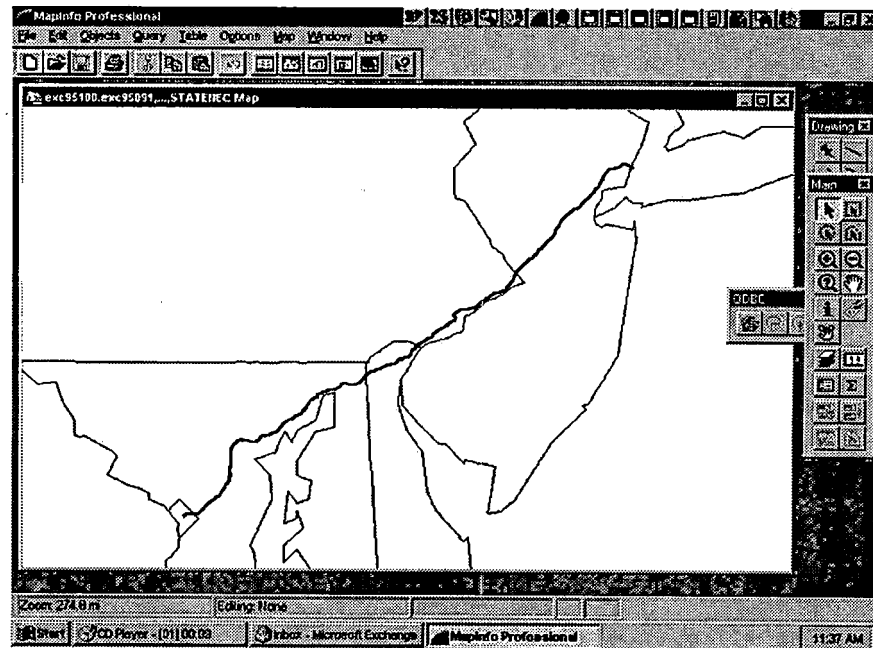 MapInfo Professional
File Edit Objects Query Table Options Map Window Help
exc95100,exc95091,...,STATENEC Map
Drawing
Main
ODBC
Zoom: 274.8 mi
Editing: None
Start
CD Player - [01] 00:03
Inbox - Microsoft Exchange
MapInfo Professional
11:37 AM